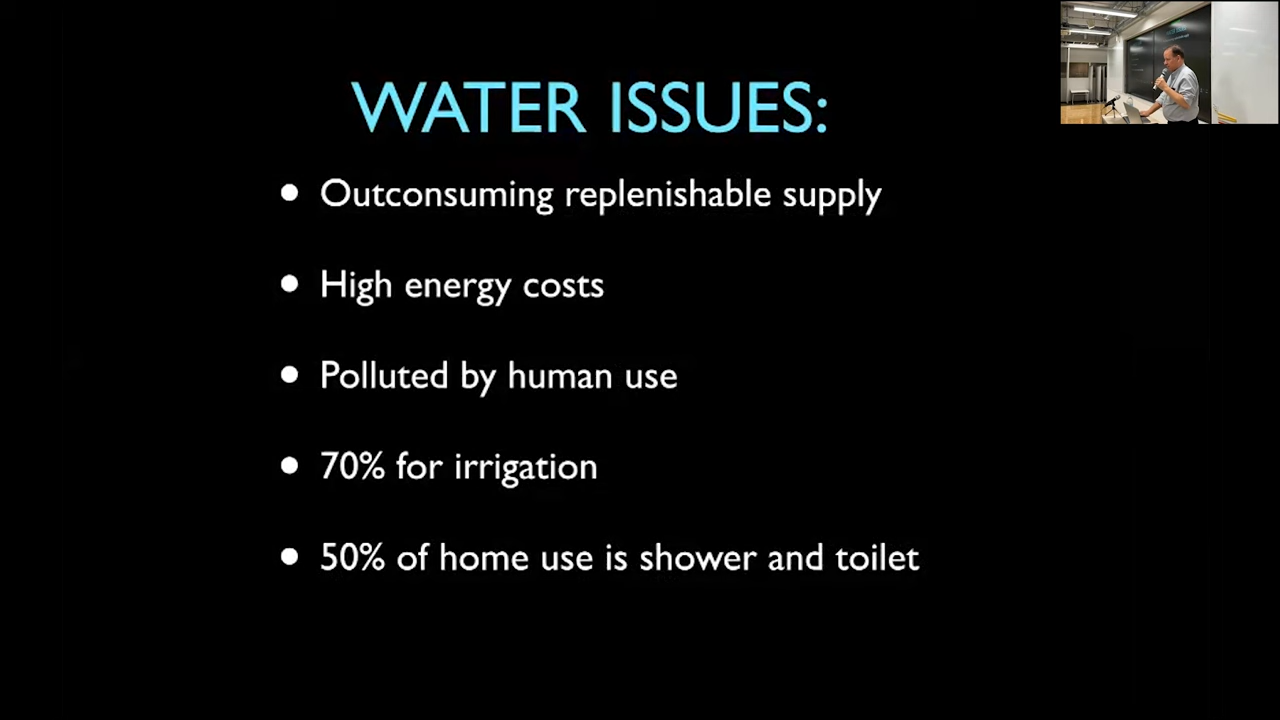 WATER ISSUES:
• Outconsuming replenishable supply
• High energy costs
• Polluted by human use
• 70% for irrigation
• 50% of home use is shower and toilet